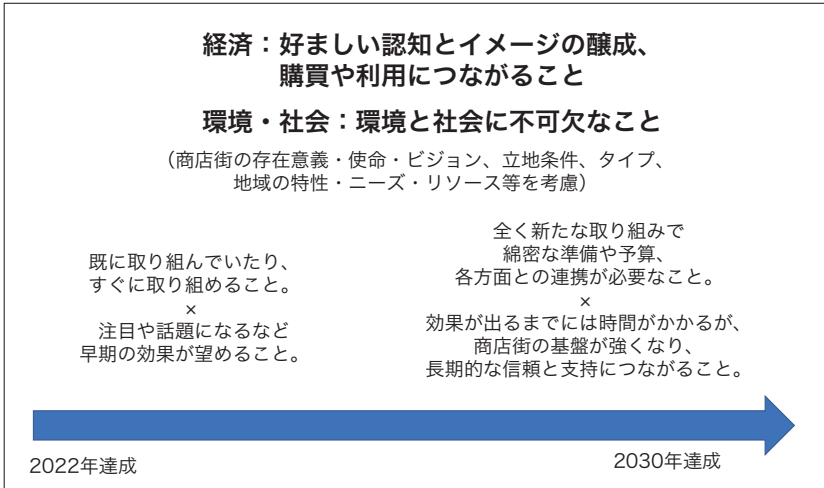 経済：好ましい認知とイメージの醸成、
購買や利用につながること
環境・社会：環境と社会に不可欠なこと
（商店街の存在意義・使命・ビジョン、立地条件、タイプ、
地域の特性・ニーズ・リソース等を考慮）
既に取り組んでいたり、
すぐに取り組めること。
×
注目や話題になるなど
早期の効果が望めること。
全く新たな取り組みで
綿密な準備や予算、
各方面との連携が必要なこと。
×
効果が出るまでには時間がかかるが、
商店街の基盤が強くなり、
長期的な信頼と支持につながること。
2022年達成
2030年達成